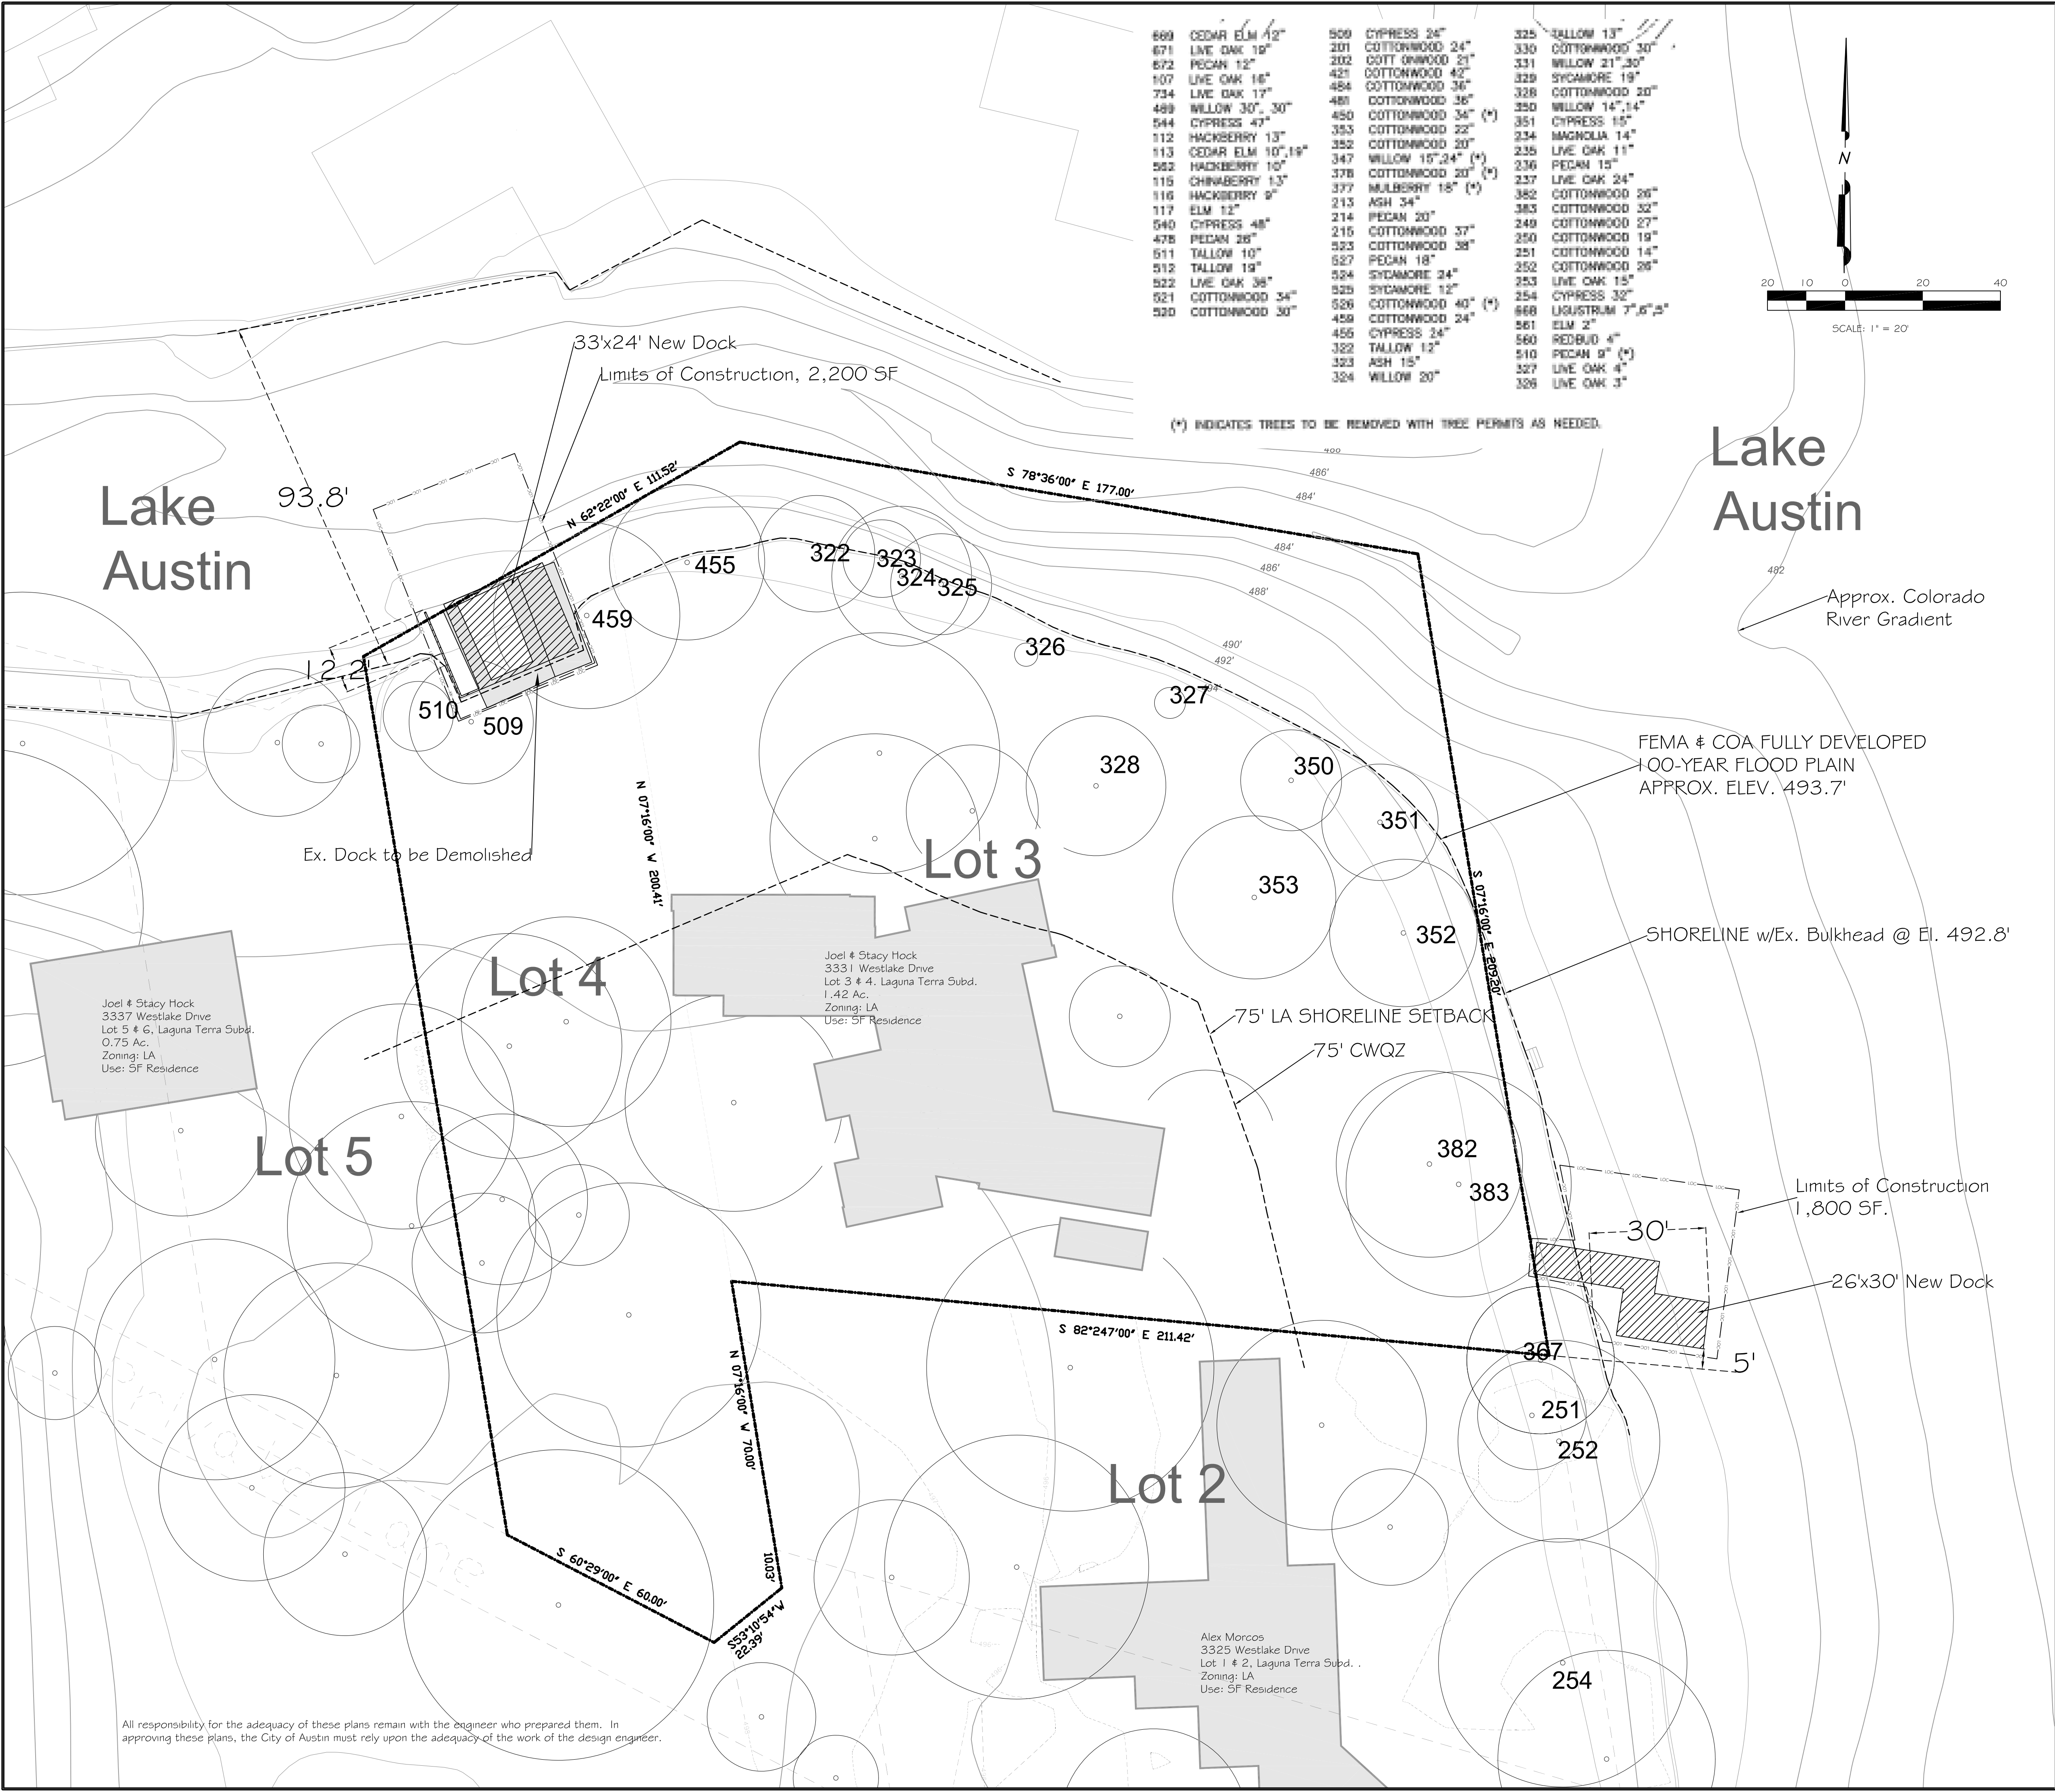 669 CEDAR ELM 12"
671 LIVE OAK 19"
672 PECAN 12"
107 LIVE OAK 16"
734 LIVE OAK 17"
489 WILLOW 30", 30"
544 CYPRESS 47"
112 HACKBERRY 13"
113 CEDAR ELM 10",19"
552 HACKBERRY 10"
115 CHINABERRY 13"
116 HACKBERRY 9"
117 ELM 12"
540 CYPRESS 48"
478 PECAN 26"
511 TALLOW 10"
512 TALLOW 19"
522 LIVE OAK 36"
521 COTTONWOOD 34"
520 COTTONWOOD 30"
509 CYPRESS 24"
201 COTTONWOOD 24"
202 COTT ONWOOD 21"
421 COTTONWOOD 42"
484 COTTONWOOD 36"
481 COTTONWOOD 36"
450 COTTONWOOD 34" (*)
353 COTTONWOOD 22"
352 COTTONWOOD 20"
347 WILLOW 15",24" (*)
378 COTTONWOOD 20" (*)
377 MULBERRY 18" (*)
213 ASH 34"
214 PECAN 20"
215 COTTONWOOD 37"
523 COTTONWOOD 38"
527 PECAN 18"
524 SYCAMORE 24"
525 SYCAMORE 12"
526 COTTONWOOD 40" (*)
459 COTTONWOOD 24"
455 CYPRESS 24"
322 TALLOW 12"
323 ASH 15"
324 WILLOW 20"
325 TALLOW 13"
330 COTTONWOOD 30"
331 WILLOW 21",30"
329 SYCAMORE 19"
328 COTTONWOOD 20"
350 WILLOW 14",14"
351 CYPRESS 15"
234 MAGNOLIA 14"
235 LIVE OAK 11"
236 PECAN 15"
237 LIVE OAK 24"
382 COTTONWOOD 26"
383 COTTONWOOD 32"
249 COTTONWOOD 27"
250 COTTONWOOD 19"
251 COTTONWOOD 14"
252 COTTONWOOD 26"
253 LIVE OAK 15"
254 CYPRESS 32"
668 LIGUSTRUM 7",6",5"
561 ELM 2"
560 REDBUD 4"
510 PECAN 9" (*)
327 LIVE OAK 4"
326 LIVE OAK 3"
(*) INDICATES TREES TO BE REMOVED WITH TREE PERMITS AS NEEDED.
N
20 10 0 20 40
SCALE: 1" = 20'
33'x24' New Dock
Limits of Construction, 2,200 SF
Lake
Austin
93.8'
N 62°22'00" E 111.52'
S 78°36'00" E 177.00'
486'
484'
Lake
Austin
482
Approx. Colorado
River Gradient
484'
486'
488'
490'
492'
455
322
323
324
325
459
326
327
12.2'
510
509
328
350
351
353
352
FEMA & COA FULLY DEVELOPED
100-YEAR FLOOD PLAIN
APPROX. ELEV. 493.7'
Ex. Dock to be Demolished
N 07°16'00" W 200.41'
Lot 3
S 07°16'00" E 209.20'
SHORELINE w/Ex. Bulkhead @ El. 492.8'
Lot 4
Joel & Stacy Hock
3331 Westlake Drive
Lot 3 & 4. Laguna Terra Subd.
1.42 Ac.
Zoning: LA
Use: SF Residence
Joel & Stacy Hock
3337 Westlake Drive
Lot 5 & 6, Laguna Terra Subd.
0.75 Ac.
Zoning: LA
Use: SF Residence
75' LA SHORELINE SETBACK
75' CWQZ
Lot 5
382
383
Limits of Construction
1,800 SF.
30'
26'x30' New Dock
5'
S 82°247'00" E 211.42'
367
251
252
N 07°16'00" W 70.00'
10.03'
Lot 2
S 60°29'00" E 60.00'
S53°10'54"W
22.39'
Alex Morcos
3325 Westlake Drive
Lot 1 & 2, Laguna Terra Subd. .
Zoning: LA
Use: SF Residence
254
All responsibility for the adequacy of these plans remain with the engineer who prepared them. In
approving these plans, the City of Austin must rely upon the adequacy of the work of the design engineer.